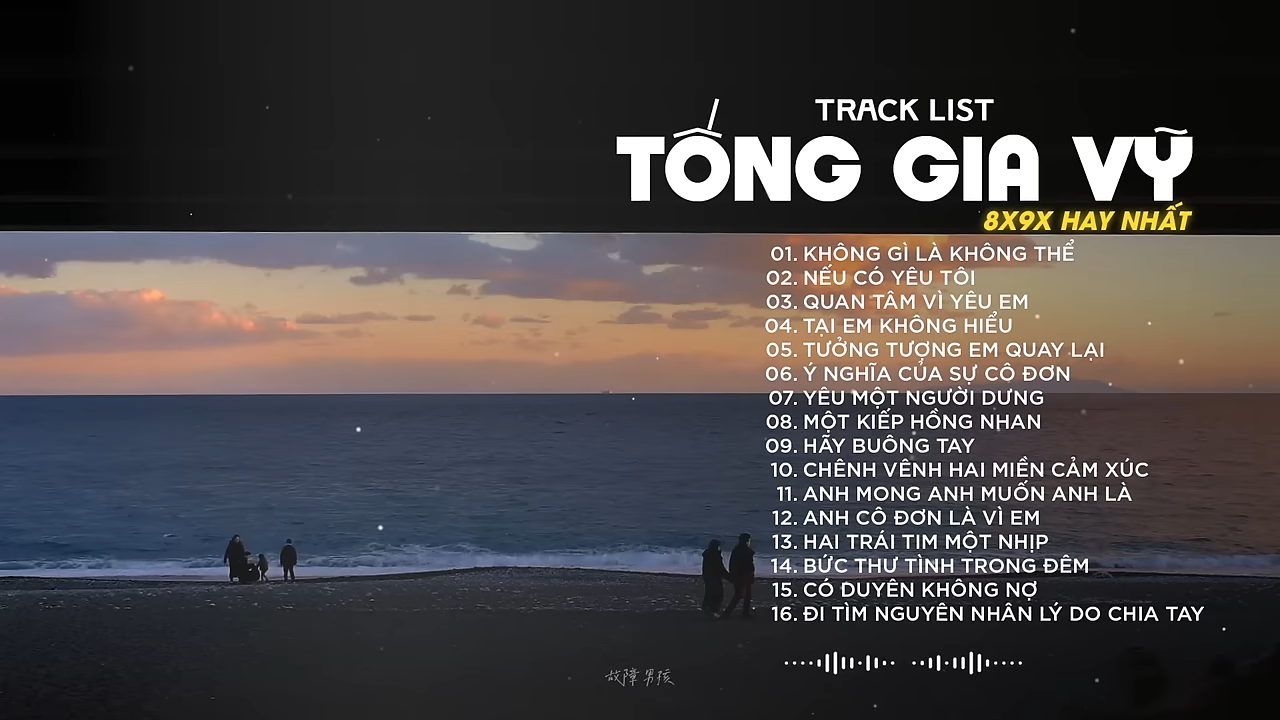 TRACK LIST
TỐNG GIA VỸ
8X9X HAY NHẤT
01. KHÔNG GÌ LÀ KHÔNG THỂ
02. NẾU CÓ YÊU TÔI
03. QUAN TÂM VÌ YÊU EM
04. TẠI EM KHÔNG HIỂU
05. TƯỞNG TƯỢNG EM QUAY LẠI
06. Ý NGHĨA CỦA SỰ CÔ ĐƠN
07. YÊU MỘT NGƯỜI DƯNG
08. MỘT KIẾP HỒNG NHAN
09. HÃY BUÔNG TAY
10. CHÊNH VÊNH HAI MIỀN CẢM XÚC
11. ANH MONG ANH MUỐN ANH LÀ
12. ANH CÔ ĐƠN LÀ VÌ EM
13. HAI TRÁI TIM MỘT NHỊP
14. BỨC THƯ TÌNH TRONG ĐÊM
15. CÓ DUYÊN KHÔNG NỢ
16. ĐI TÌM NGUYÊN NHÂN LÝ DO CHIA TAY
故障男孩